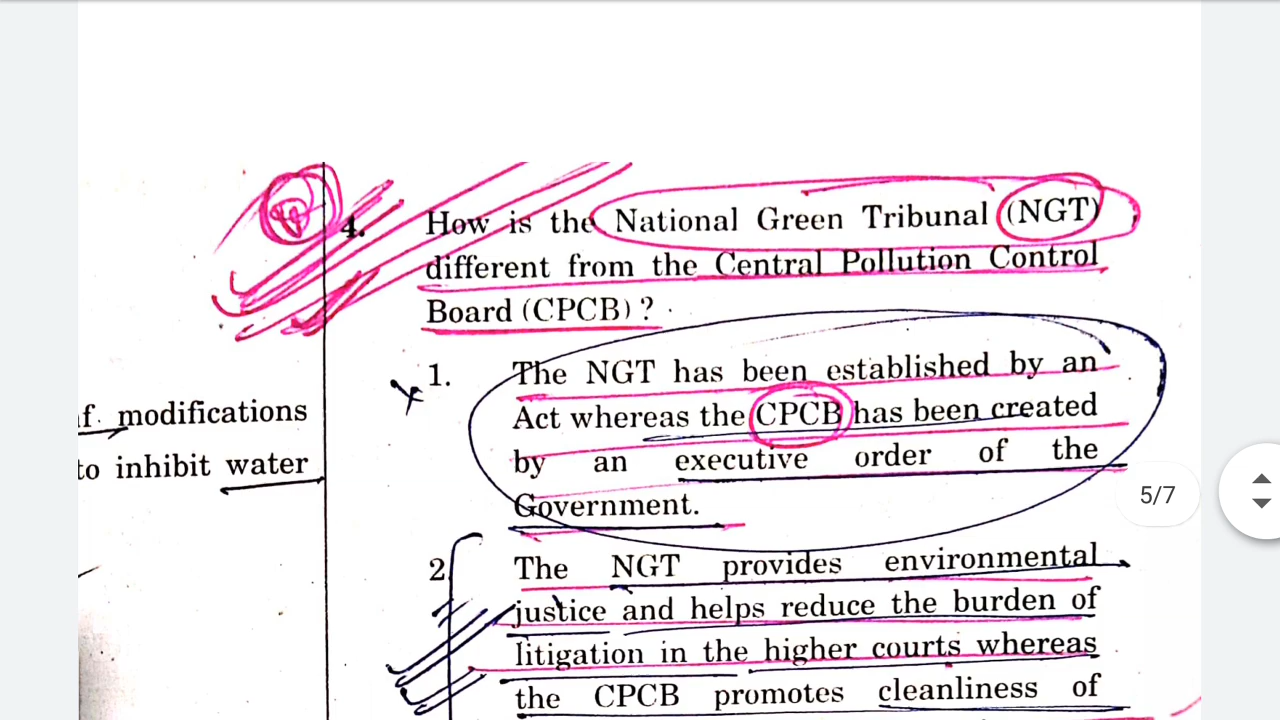 4. How is the National Green Tribunal (NGT)
different from the Central Pollution Control
Board (CPCB) ?
1. The NGT has been established by an
Act whereas the CPCB has been created
by an executive order of the
Government.
2. The NGT provides environmental
justice and helps reduce the burden of
litigation in the higher courts whereas
the CPCB promotes cleanliness of
f modifications
to inhibit water
5/7